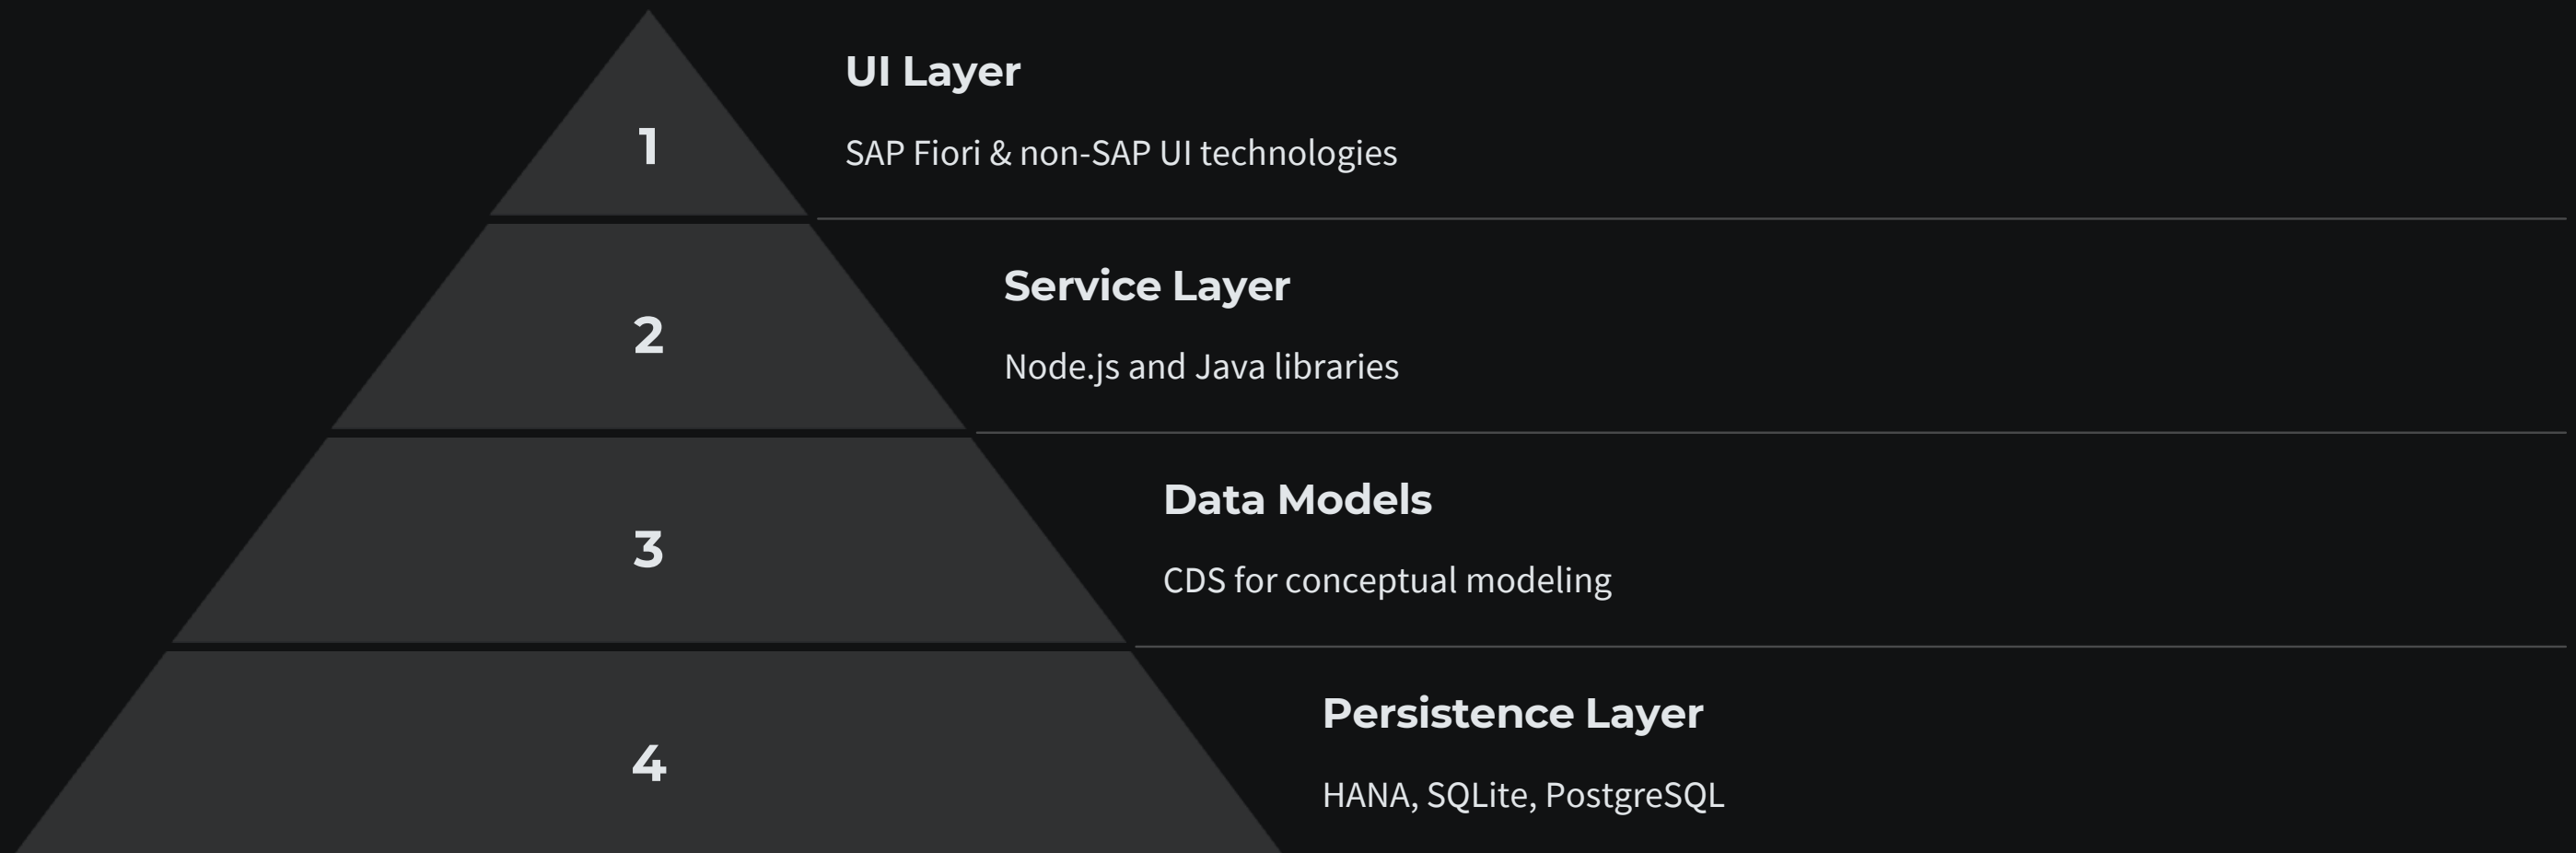 1
UI Layer
SAP Fiori & non-SAP UI technologies
2
Service Layer
Node.js and Java libraries
3
Data Models
CDS for conceptual modeling
4
Persistence Layer
HANA, SQLite, PostgreSQL